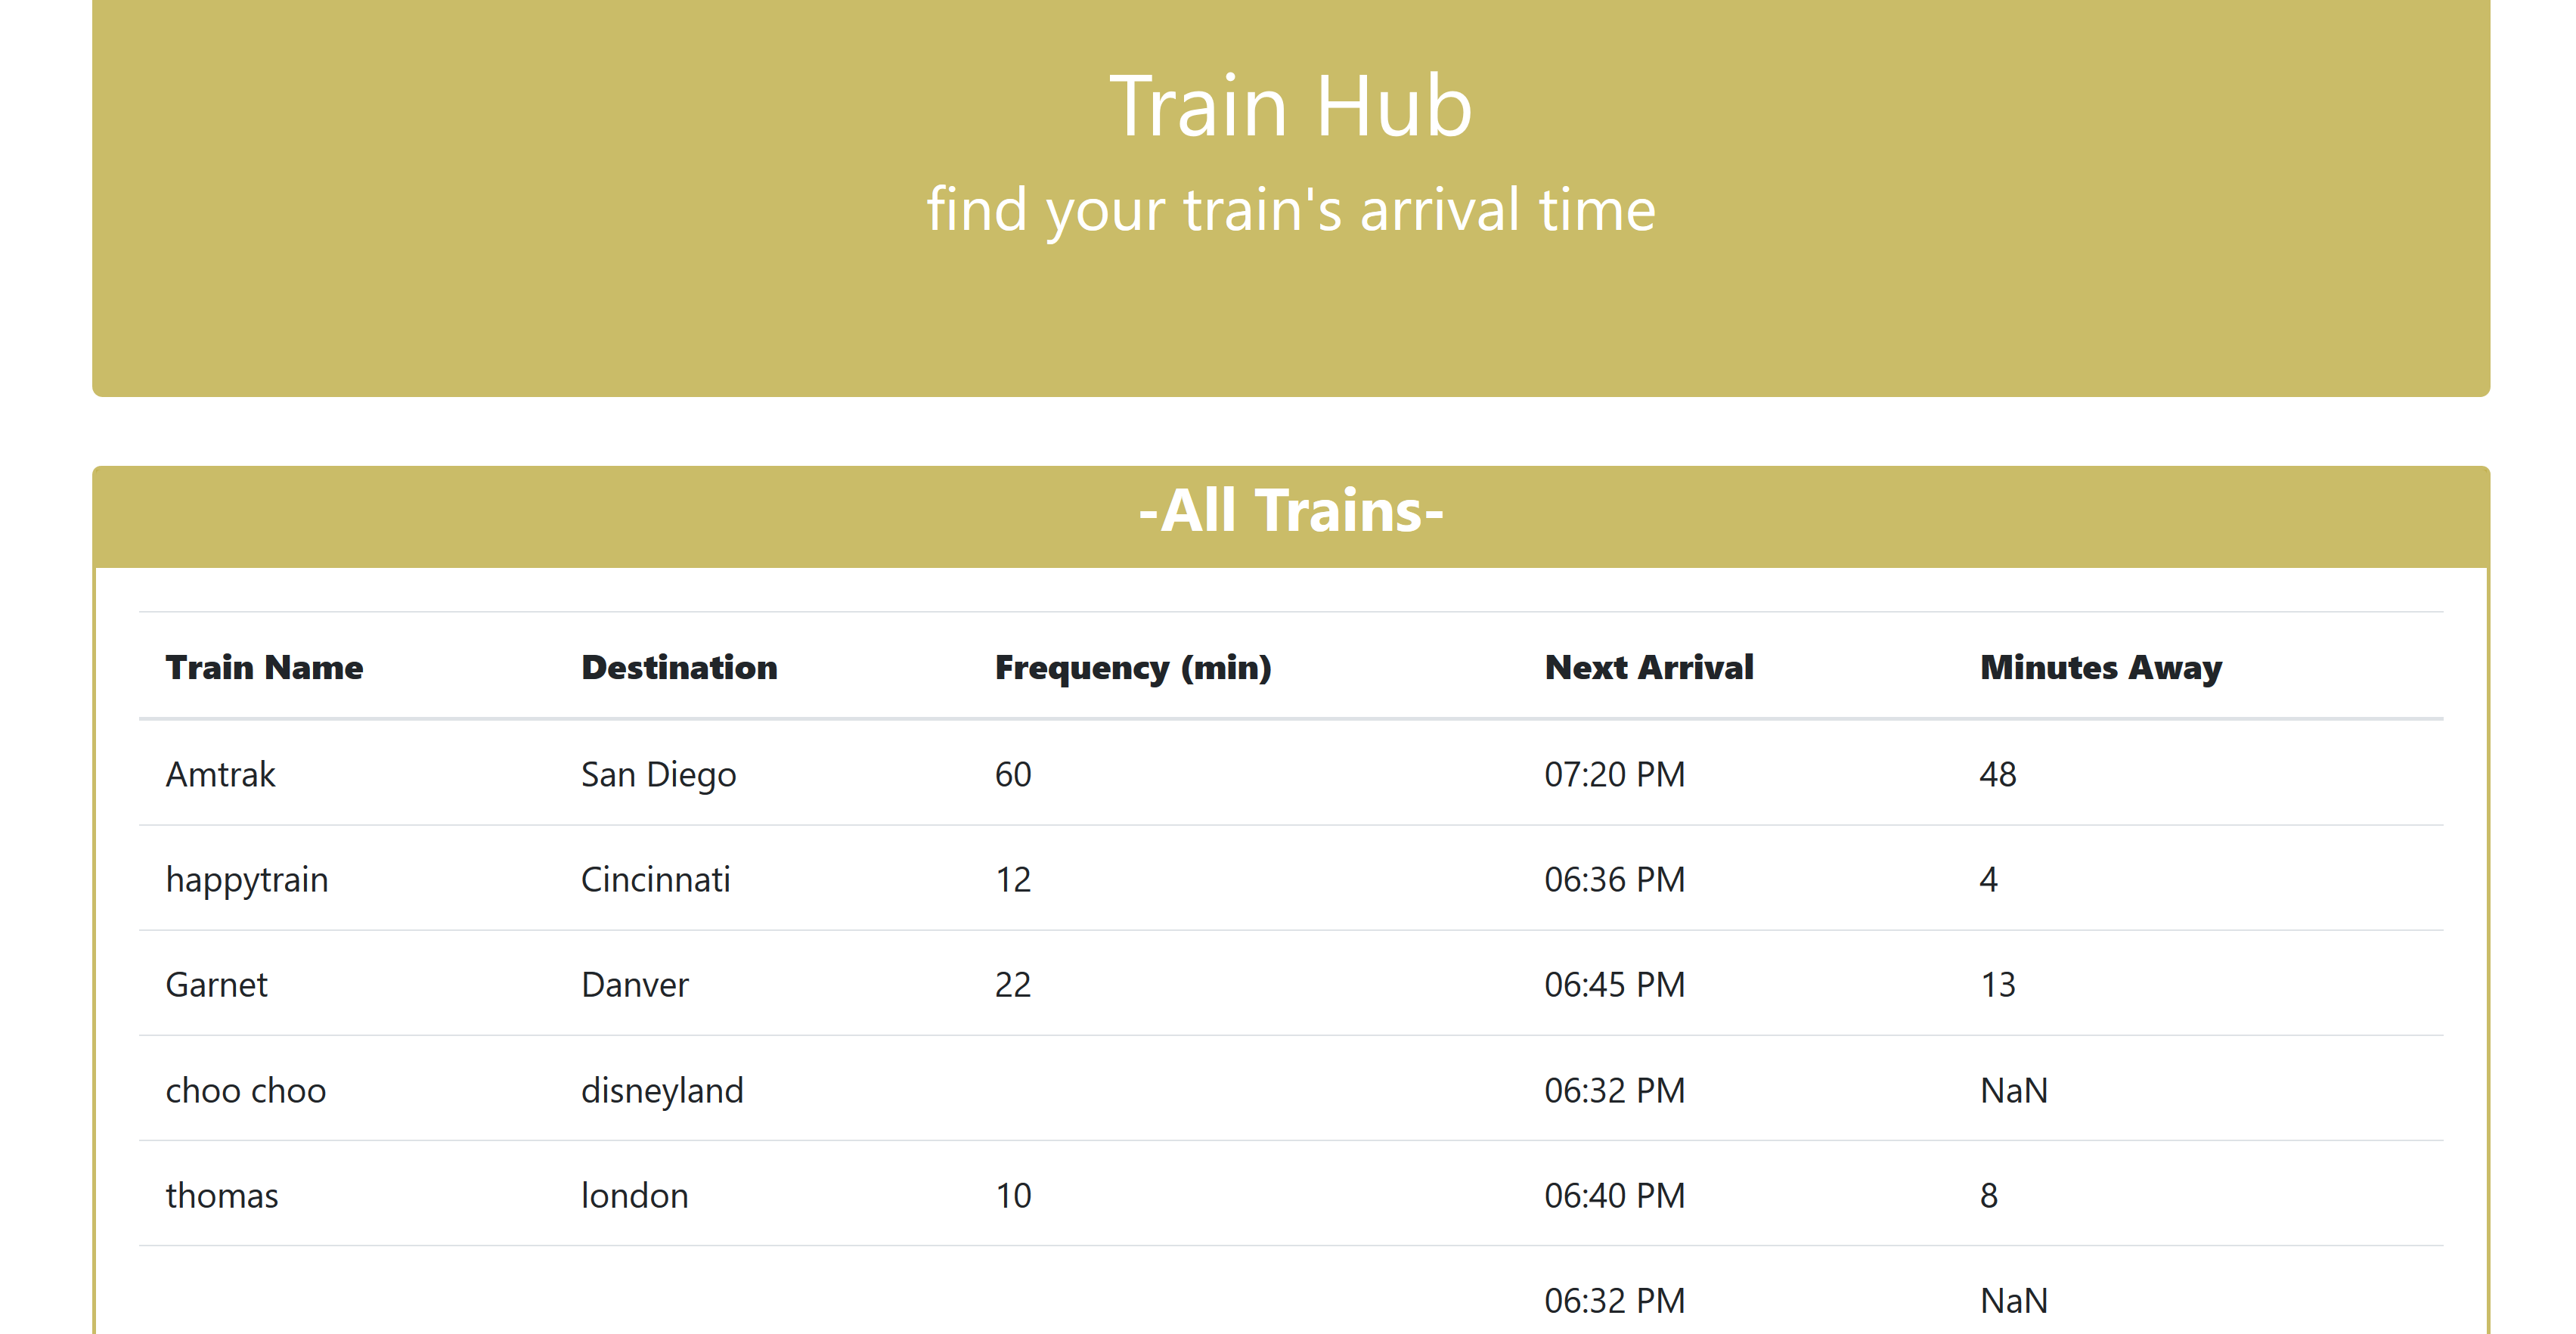 Train Hub
find your train's arrival time
-All Trains-
Train Name Destination Frequency (min) Next Arrival Minutes Away
Amtrak San Diego 60 07:20 PM 48
happytrain Cincinnati 12 06:36 PM 4
Garnet Danver 22 06:45 PM 13
choo choo disneyland 06:32 PM NaN
thomas london 10 06:40 PM 8
06:32 PM NaN